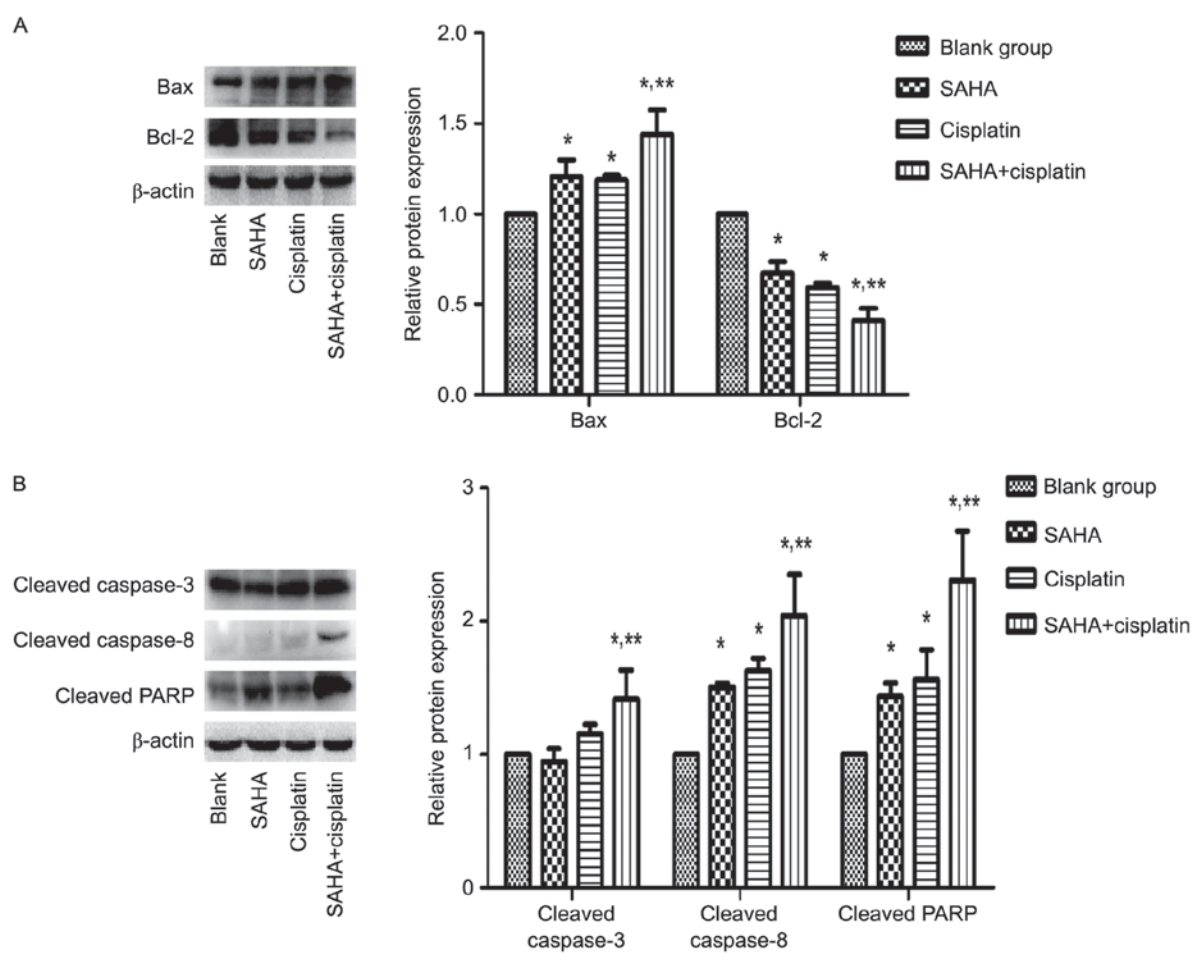 A
Bax
Bcl-2
β-actin
Blank
SAHA
Cisplatin
SAHA+cisplatin
Relative protein expression
2.0
1.5
1.0
0.5
0.0
*
*
*,**
*
*
*,**
Bax
Bcl-2
Blank group
SAHA
Cisplatin
SAHA+cisplatin
B
Cleaved caspase-3
Cleaved caspase-8
Cleaved PARP
β-actin
Blank
SAHA
Cisplatin
SAHA+cisplatin
Relative protein expression
3
2
1
0
*,**
*
*
*,**
*
*
*,**
Cleaved
caspase-3
Cleaved
caspase-8
Cleaved PARP
Blank group
SAHA
Cisplatin
SAHA+cisplatin